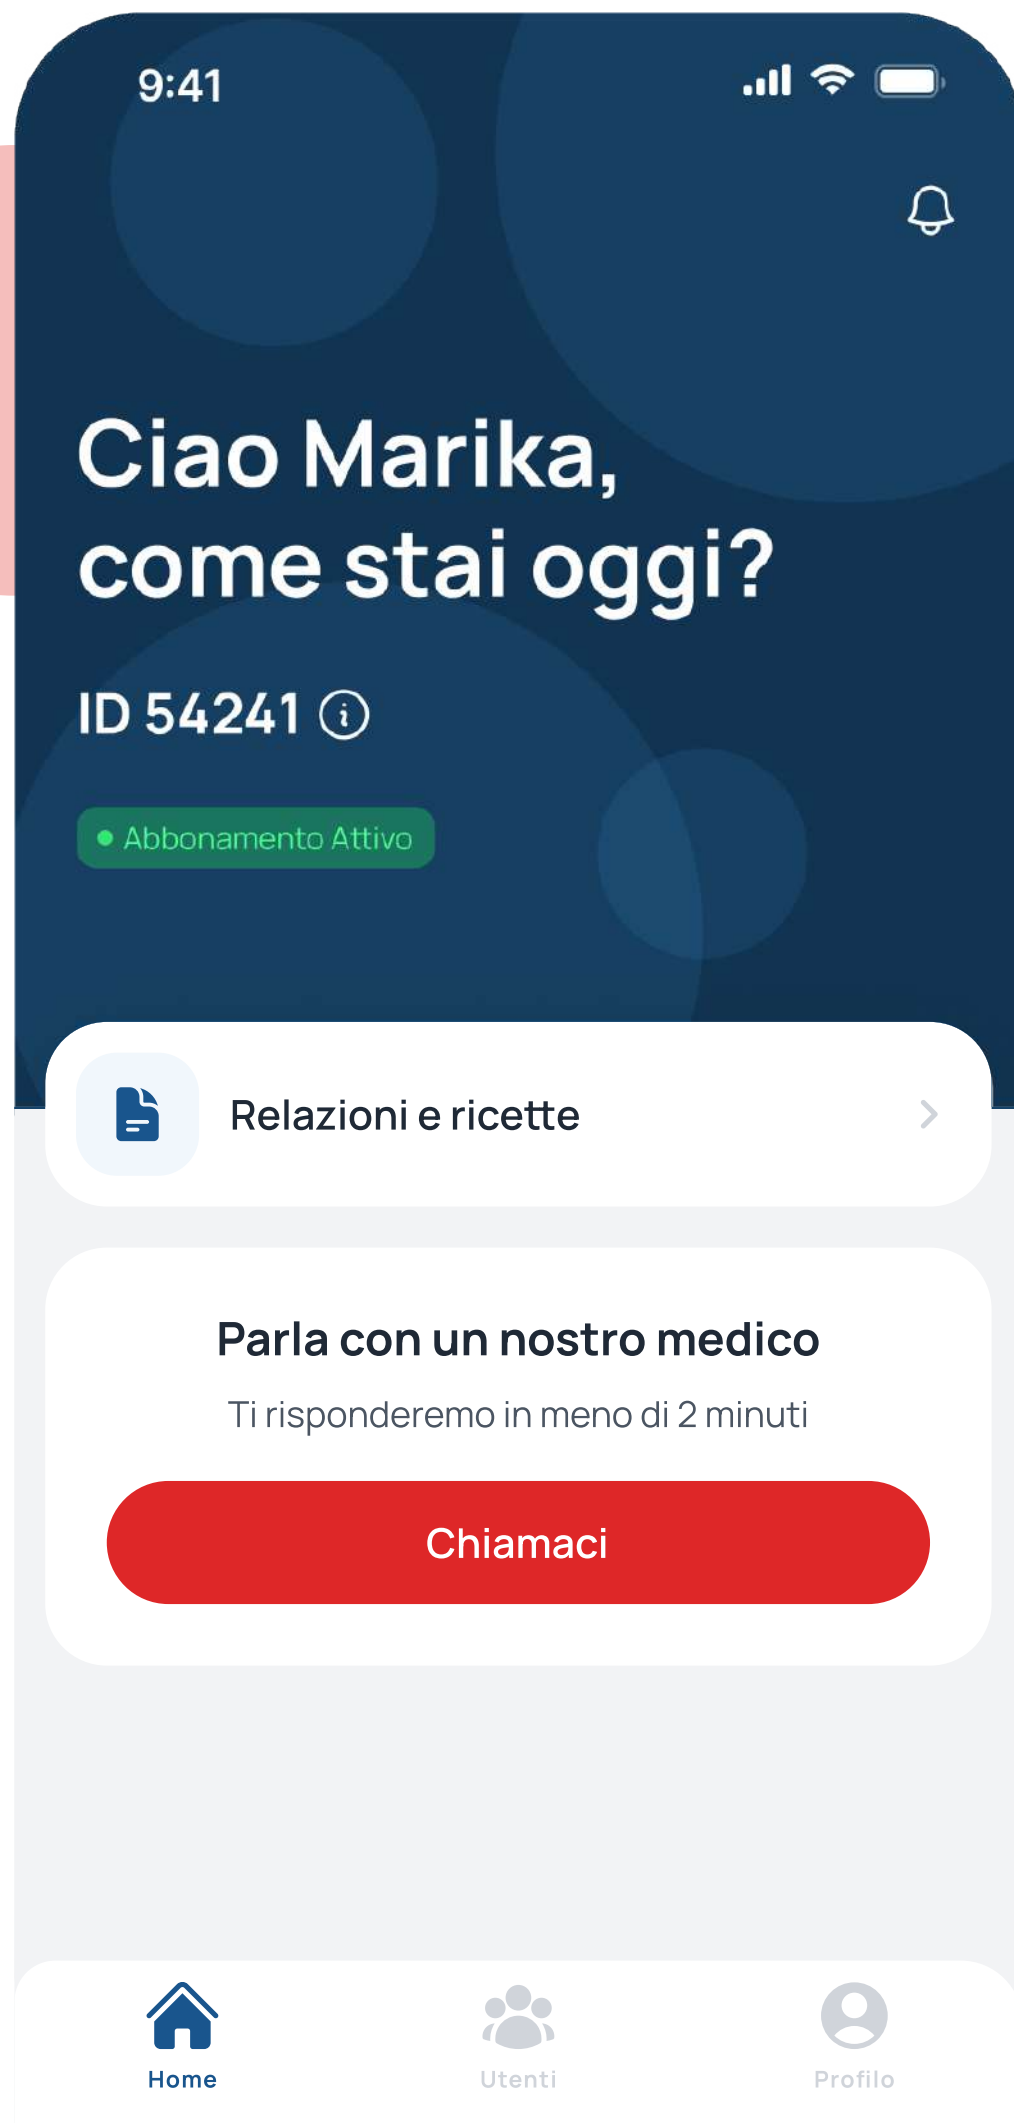 9:41
Ciao Marika,
come stai oggi?
ID 54241
Abbonamento Attivo
Relazioni e ricette
Parla con un nostro medico
Ti risponderemo in meno di 2 minuti
Chiamaci
Home
Utenti
Profilo